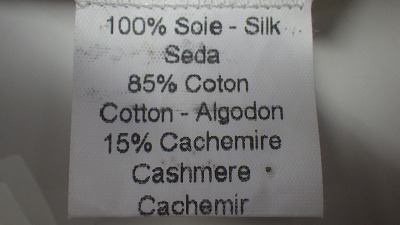 100% Soie - Silk
Seda
85% Coton
Cotton - Algodon
15% Cachemire
Cashmere
Cachemir